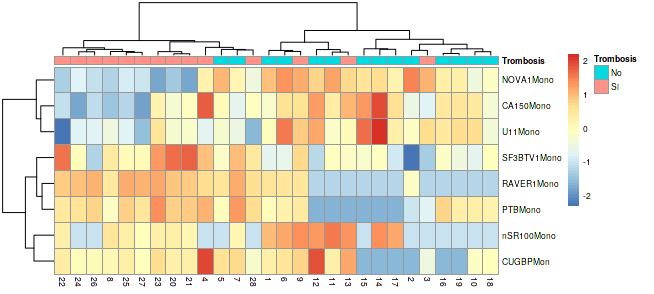 Trombosis
NOVA1Mono
CA150Mono
U11Mono
SF3BTV1Mono
RAVER1Mono
PTBMono
nSR100Mono
CUGBPMon
22 24 26 8 25 27 23 20 21 4 5 7 28 1 6 9 12 11 13 15 14 17 2 3 16 19 10 18
2
1
0
-1
-2
Trombosis
No
SI